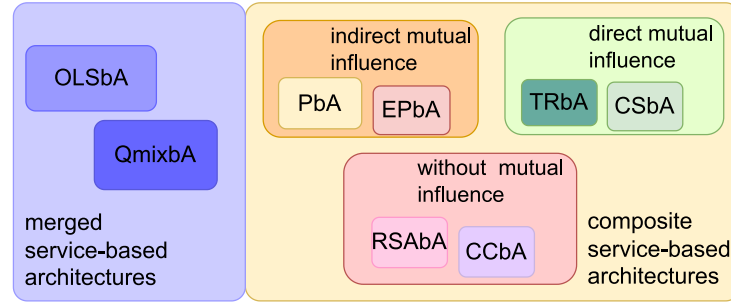 OLSbA
QmixbA
merged
service-based
architectures
indirect mutual
influence
PbA
EPbA
direct mutual
influence
TRbA
CSbA
without mutual
influence
RSAbA
CCbA
composite
service-based
architectures